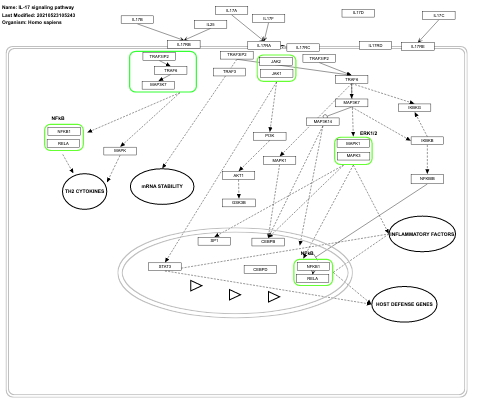 Name: IL-17 signaling pathway
Last Modified: 20210523105243
Organism: Homo sapiens
IL17A
IL17D
IL17C
IL17B
IL17F
IL25
IL17RB
IL17RA
IL17RC
IL17RD
IL17RE
TRAF3IP2
TRAF3IP2
TRAF3IP2
TRAF6
MAP3K7
TRAF3
JAK2
JAK1
TRAF6
MAP3K7
IKBKG
MAP3K14
NFkB
NFKB1
RELA
PI3K
ERK1/2
MAPK1
MAPK3
IKBKB
MAPK
MAPK1
TH2 CYTOKINES
mRNA STABILITY
AKT1
NFKBIB
GSK3B
INFLAMMATORY FACTORS
SP1
CEBPB
NFkB
NFKB1
RELA
STAT3
CEBPD
HOST DEFENSE GENES